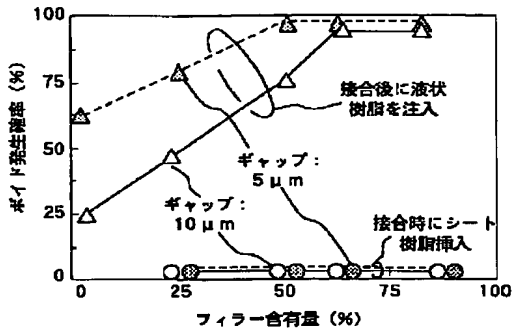 100
75
50
25
0
ボイド発生確率 (%)
接合後に液状
樹脂を注入
ギャップ：
5μm
ギャップ：
10μm
接合時にシート
樹脂挿入
0
25
50
75
100
フィラー含有量 (%)